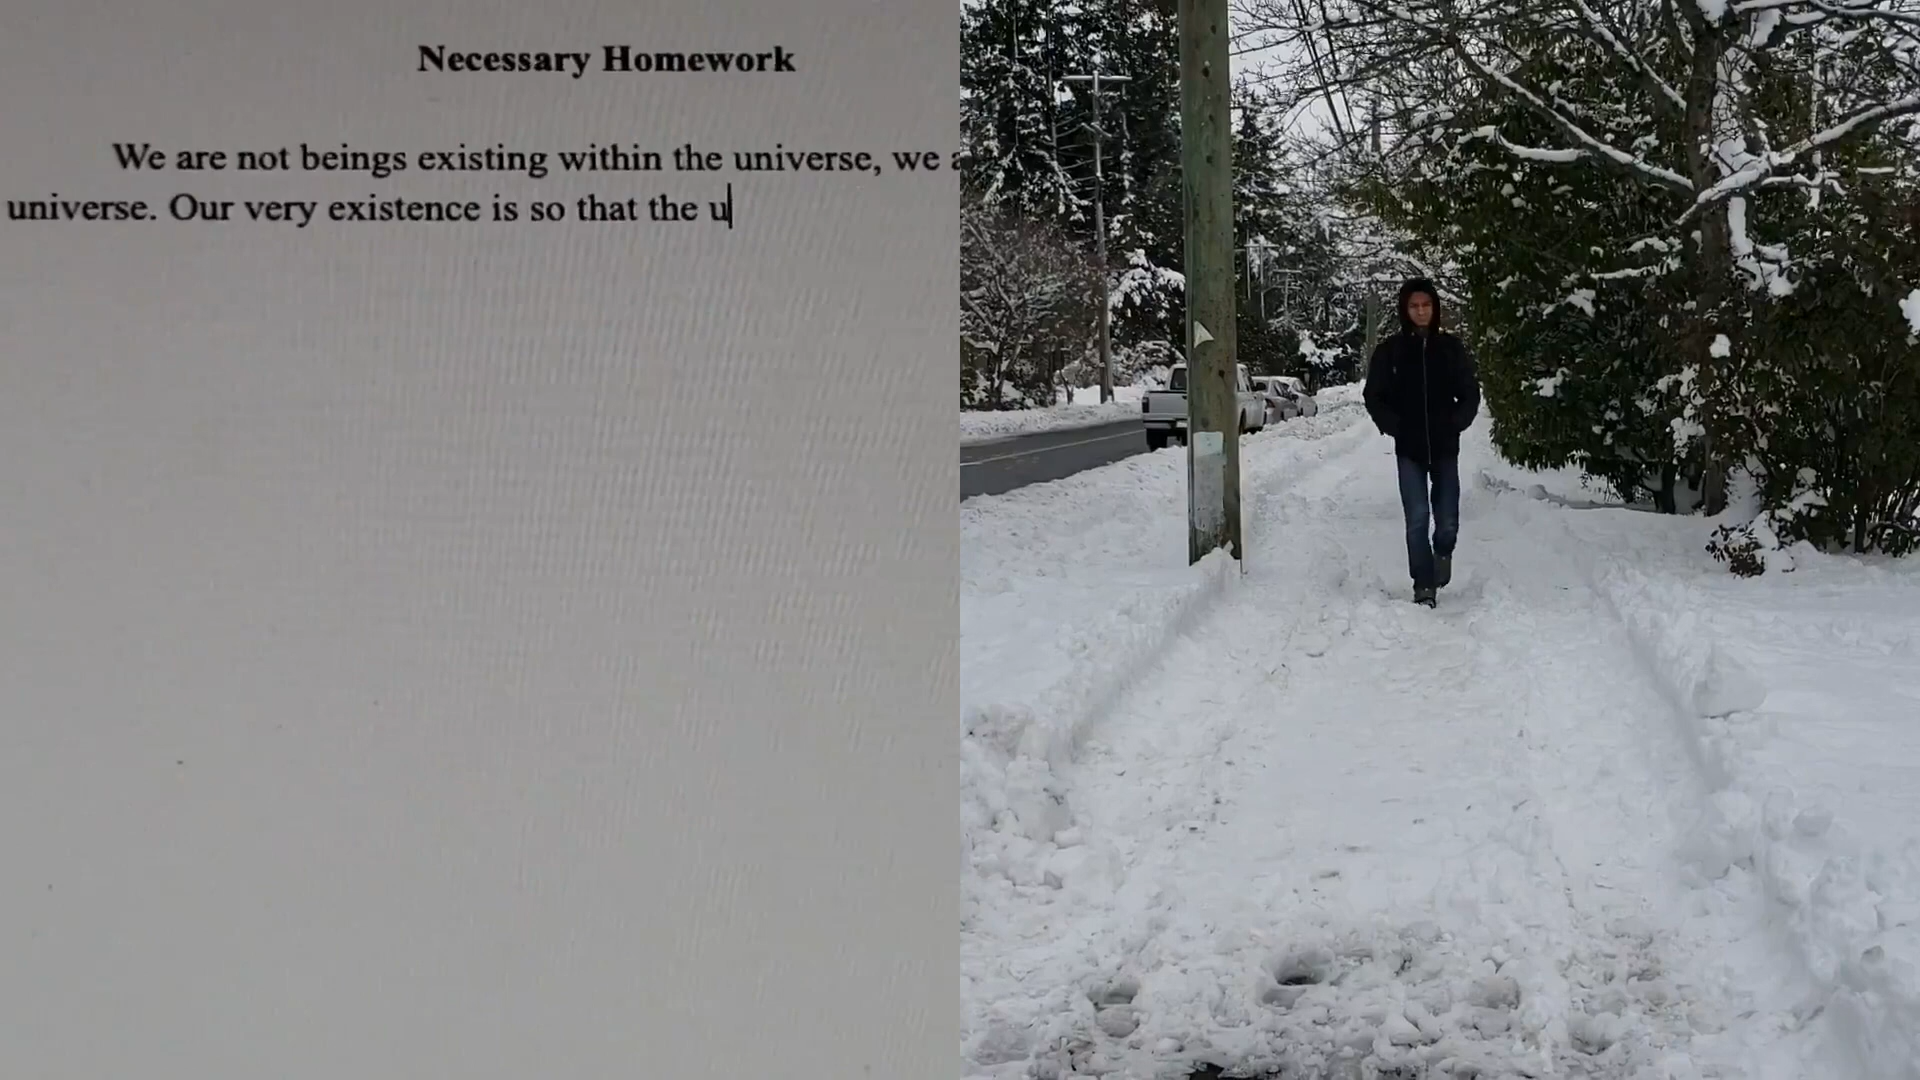 Necessary Homework
We are not beings existing within the universe, we a
universe. Our very existence is so that the u